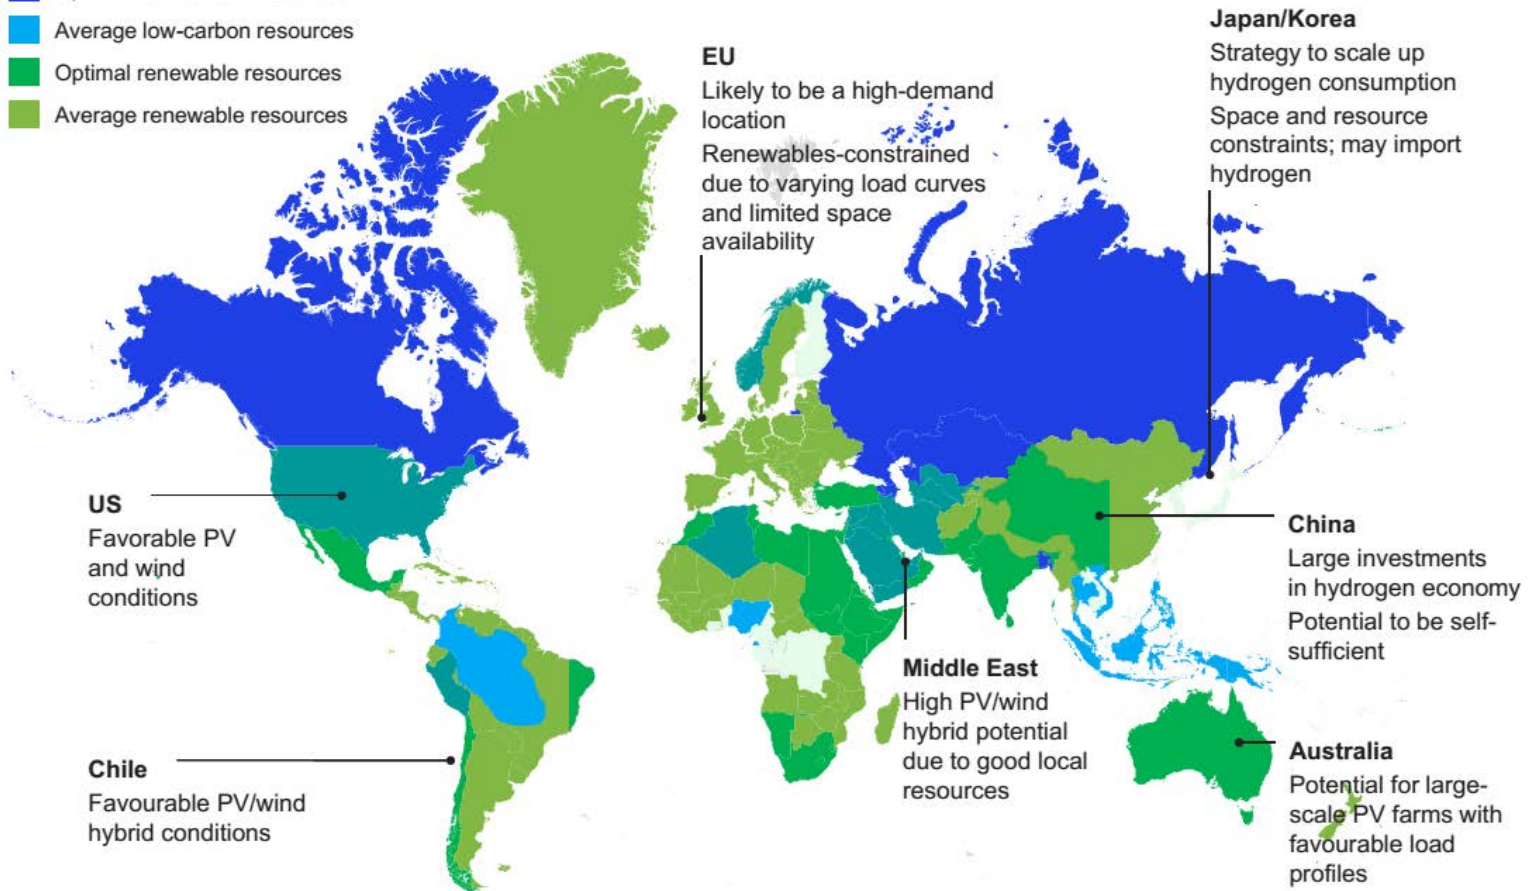 Average low-carbon resources
Optimal renewable resources
Average renewable resources
EU
Likely to be a high-demand
location
Renewables-constrained
due to varying load curves
and limited space
availability
Japan/Korea
Strategy to scale up
hydrogen consumption
Space and resource
constraints; may import
hydrogen
US
Favorable PV
and wind
conditions
China
Large investments
in hydrogen economy
Potential to be self-
sufficient
Middle East
High PV/wind
hybrid potential
due to good local
resources
Chile
Favourable PV/wind
hybrid conditions
Australia
Potential for large-
scale PV farms with
favourable load
profiles